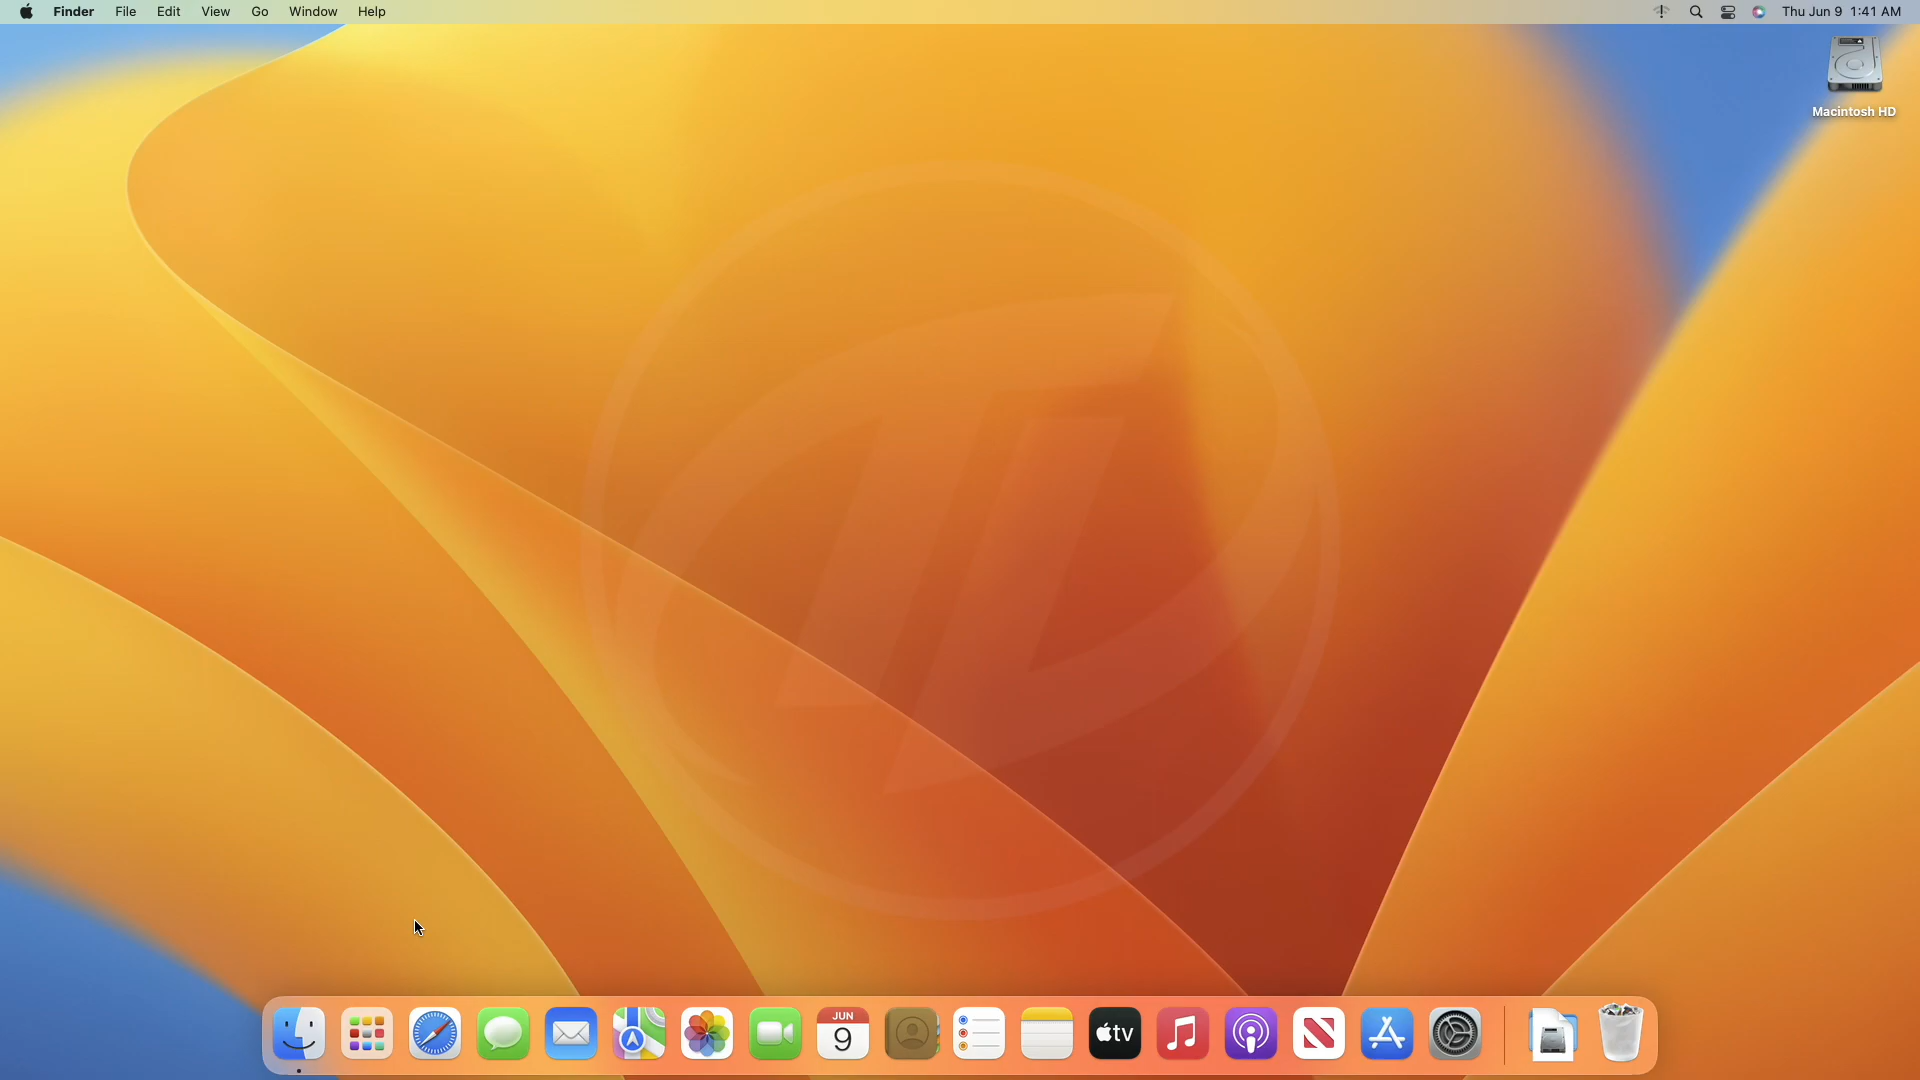 Finder File Edit View Go Window Help
Thu Jun 9 1:41 AM
Macintosh HD
JUN
9
tv